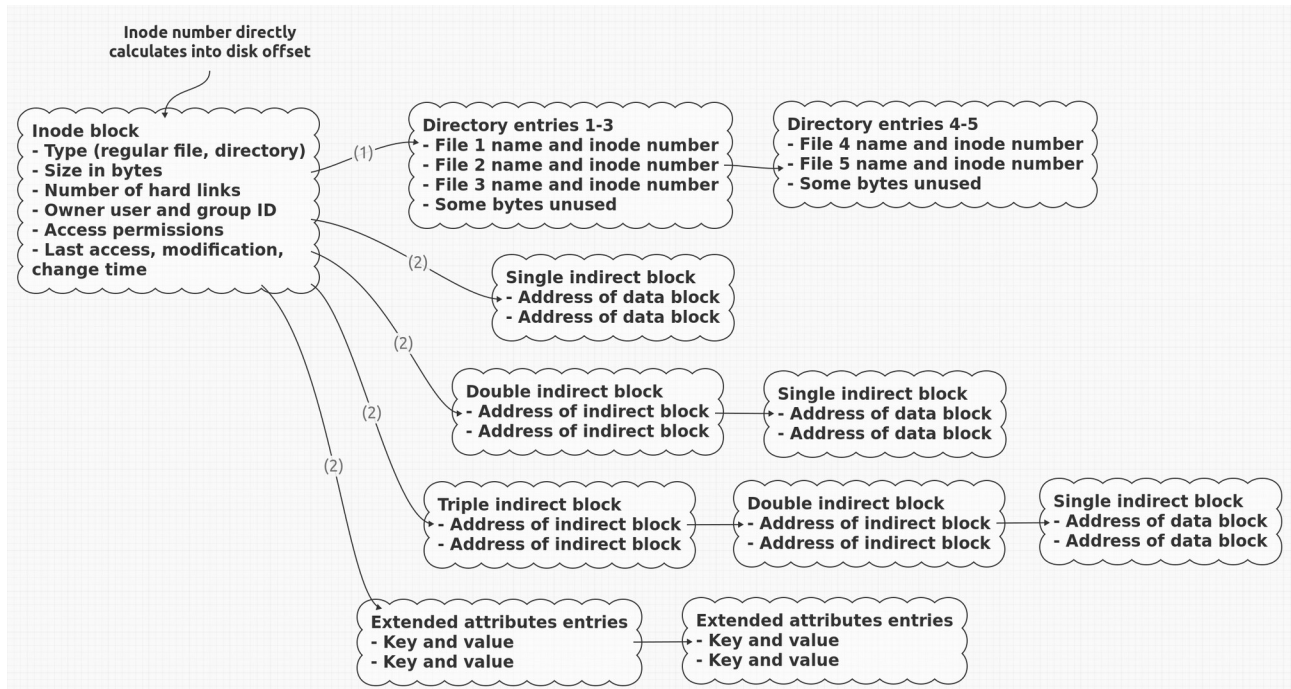 Inode number directly
calculates into disk offset
Inode block
- Type (regular file, directory)
- Size in bytes
- Number of hard links
- Owner user and group ID
- Access permissions
- Last access, modification,
change time
(1)
Directory entries 1-3
- File 1 name and inode number
- File 2 name and inode number
- File 3 name and inode number
- Some bytes unused
Directory entries 4-5
- File 4 name and inode number
- File 5 name and inode number
- Some bytes unused
(2)
Single indirect block
- Address of data block
- Address of data block
(2)
Double indirect block
- Address of indirect block
- Address of indirect block
Single indirect block
- Address of data block
- Address of data block
(2)
Triple indirect block
- Address of indirect block
- Address of indirect block
Double indirect block
- Address of indirect block
- Address of indirect block
Single indirect block
- Address of data block
- Address of data block
(2)
Extended attributes entries
- Key and value
- Key and value
Extended attributes entries
- Key and value
- Key and value